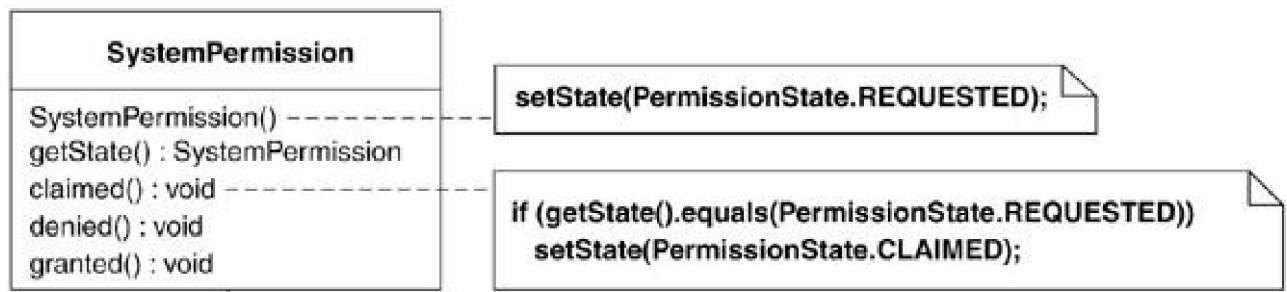 SystemPermission
SystemPermission()
getState() : SystemPermission
claimed() : void
denied() : void
granted() : void
setState(PermissionState.REQUESTED);
if (getState().equals(PermissionState.REQUESTED))
setState(PermissionState.CLAIMED);